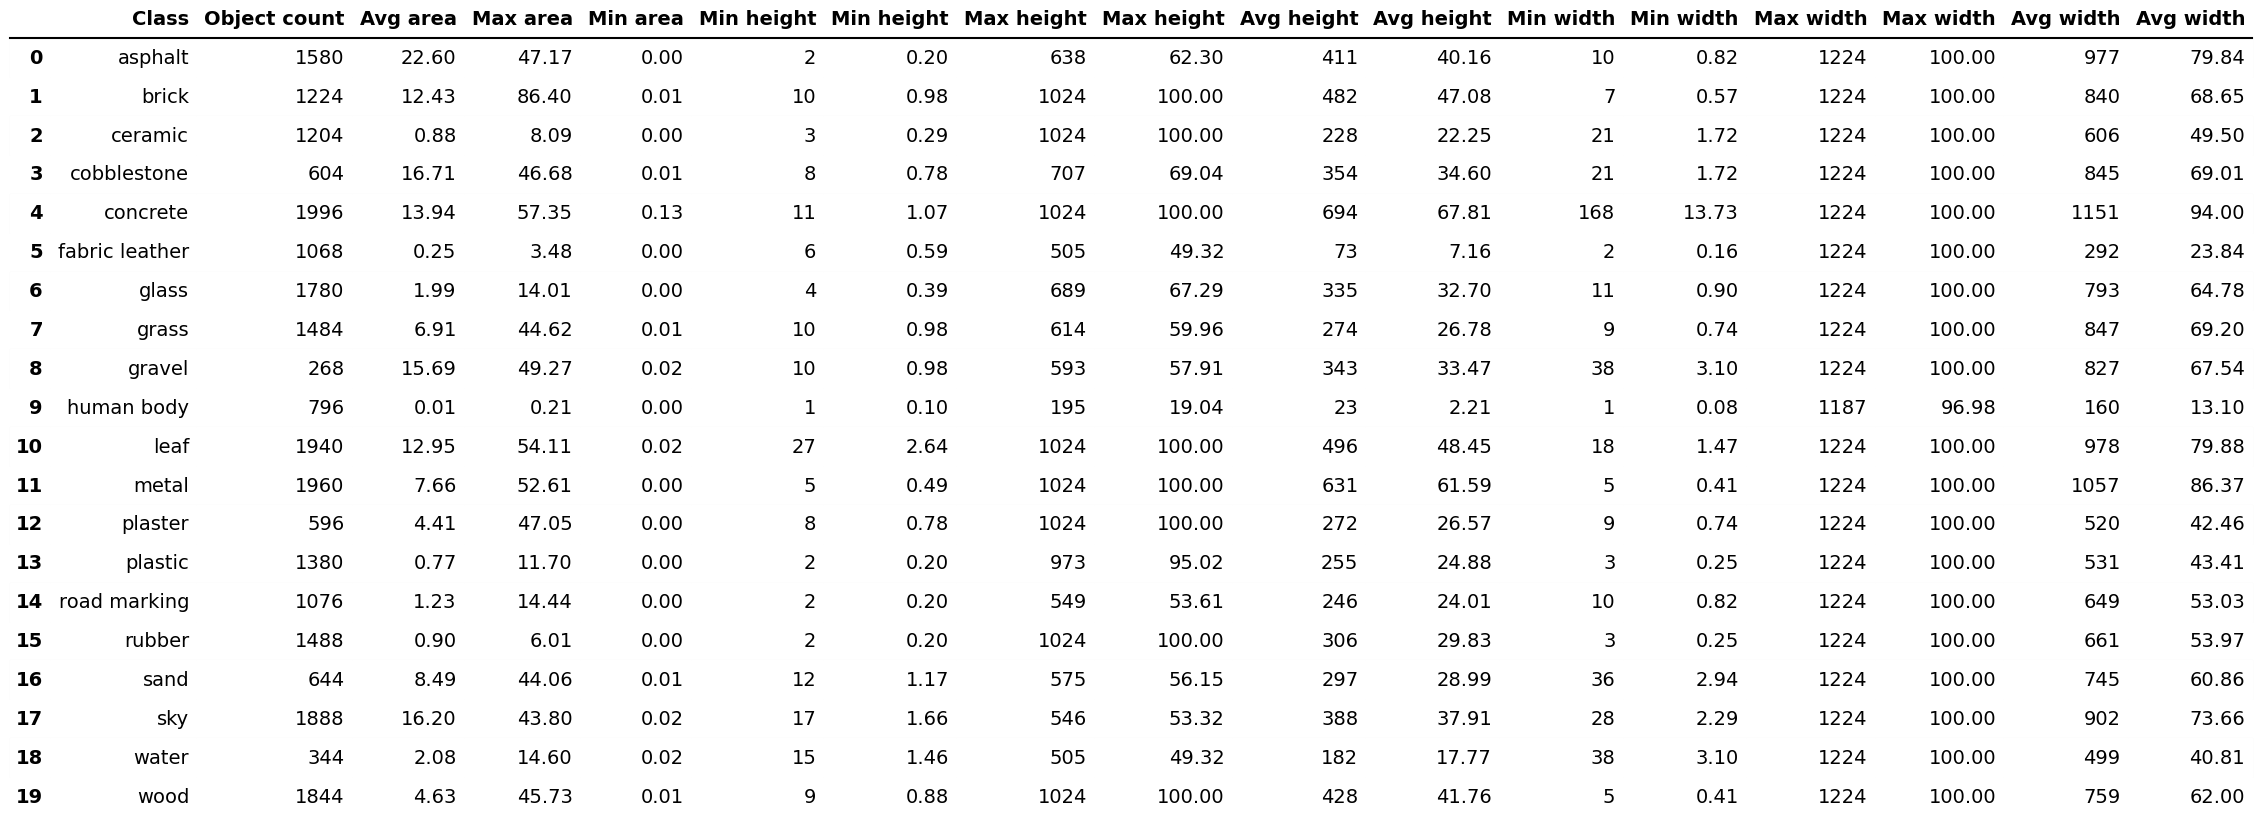 Class Object count Avg area Max area Min area Min height Min height Max height Max height Avg height Avg height Min width Min width Max width Max width Avg width Avg width
0 asphalt 1580 22.60 47.17 0.00 2 0.20 638 62.30 411 40.16 10 0.82 1224 100.00 977 79.84
1 brick 1224 12.43 86.40 0.01 10 0.98 1024 100.00 482 47.08 7 0.57 1224 100.00 840 68.65
2 ceramic 1204 0.88 8.09 0.00 3 0.29 1024 100.00 228 22.25 21 1.72 1224 100.00 606 49.50
3 cobblestone 604 16.71 46.68 0.01 8 0.78 707 69.04 354 34.60 21 1.72 1224 100.00 845 69.01
4 concrete 1996 13.94 57.35 0.13 11 1.07 1024 100.00 694 67.81 168 13.73 1224 100.00 1151 94.00
5 fabric leather 1068 0.25 3.48 0.00 6 0.59 505 49.32 73 7.16 2 0.16 1224 100.00 292 23.84
6 glass 1780 1.99 14.01 0.00 4 0.39 689 67.29 335 32.70 11 0.90 1224 100.00 793 64.78
7 grass 1484 6.91 44.62 0.01 10 0.98 614 59.96 274 26.78 9 0.74 1224 100.00 847 69.20
8 gravel 268 15.69 49.27 0.02 10 0.98 593 57.91 343 33.47 38 3.10 1224 100.00 827 67.54
9 human body 796 0.01 0.21 0.00 1 0.10 195 19.04 23 2.21 1 0.08 1187 96.98 160 13.10
10 leaf 1940 12.95 54.11 0.02 27 2.64 1024 100.00 496 48.45 18 1.47 1224 100.00 978 79.88
11 metal 1960 7.66 52.61 0.00 5 0.49 1024 100.00 631 61.59 5 0.41 1224 100.00 1057 86.37
12 plaster 596 4.41 47.05 0.00 8 0.78 1024 100.00 272 26.57 9 0.74 1224 100.00 520 42.46
13 plastic 1380 0.77 11.70 0.00 2 0.20 973 95.02 255 24.88 3 0.25 1224 100.00 531 43.41
14 road marking 1076 1.23 14.44 0.00 2 0.20 549 53.61 246 24.01 10 0.82 1224 100.00 649 53.03
15 rubber 1488 0.90 6.01 0.00 2 0.20 1024 100.00 306 29.83 3 0.25 1224 100.00 661 53.97
16 sand 644 8.49 44.06 0.01 12 1.17 575 56.15 297 28.99 36 2.94 1224 100.00 745 60.86
17 sky 1888 16.20 43.80 0.02 17 1.66 546 53.32 388 37.91 28 2.29 1224 100.00 902 73.66
18 water 344 2.08 14.60 0.02 15 1.46 505 49.32 182 17.77 38 3.10 1224 100.00 499 40.81
19 wood 1844 4.63 45.73 0.01 9 0.88 1024 100.00 428 41.76 5 0.41 1224 100.00 759 62.00